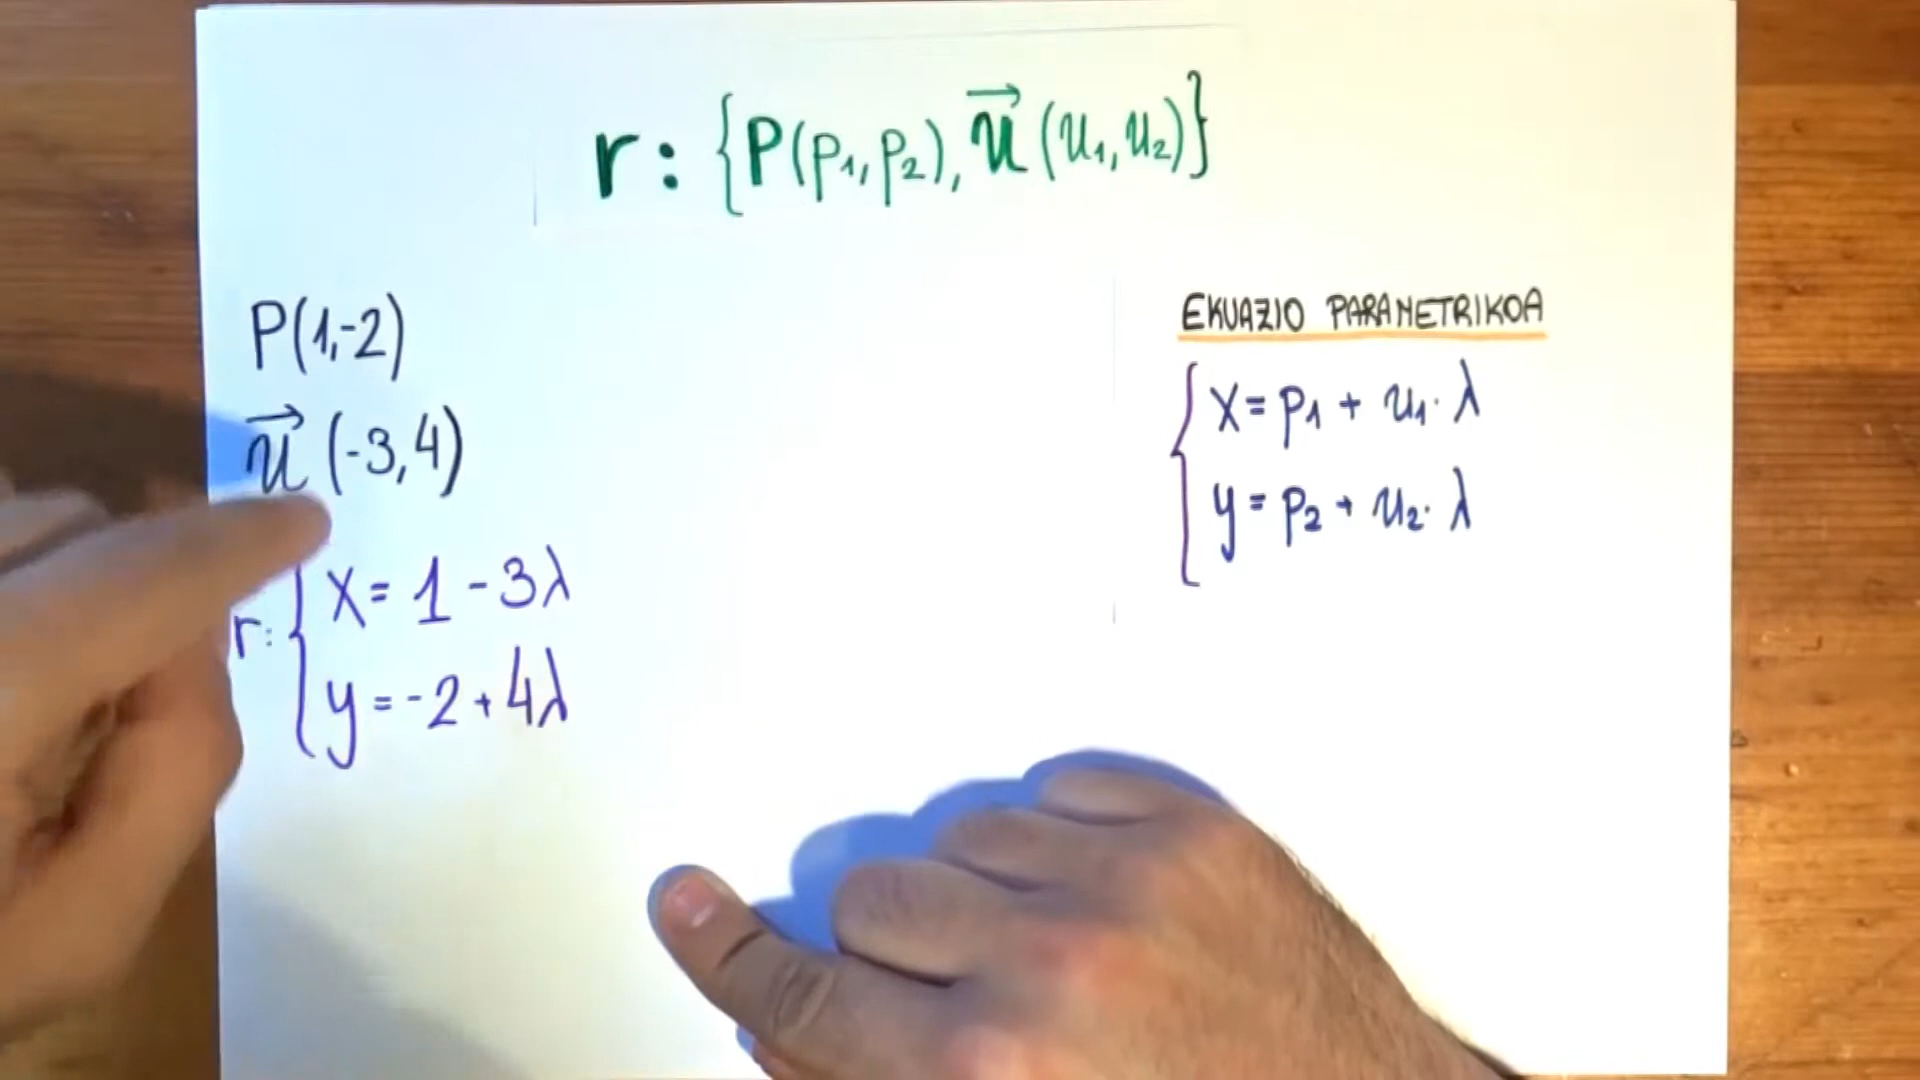 r: {P(p₁, p₂), u⃗ (u₁, u₂)}
P(1,-2)
u⃗ (-3,4)
r: { x= 1 -3λ
y=-2+4λ
EKUAZIO PARAMETRIKOA
{ x= p₁ + u₁· λ
y= p₂ + u₂· λ